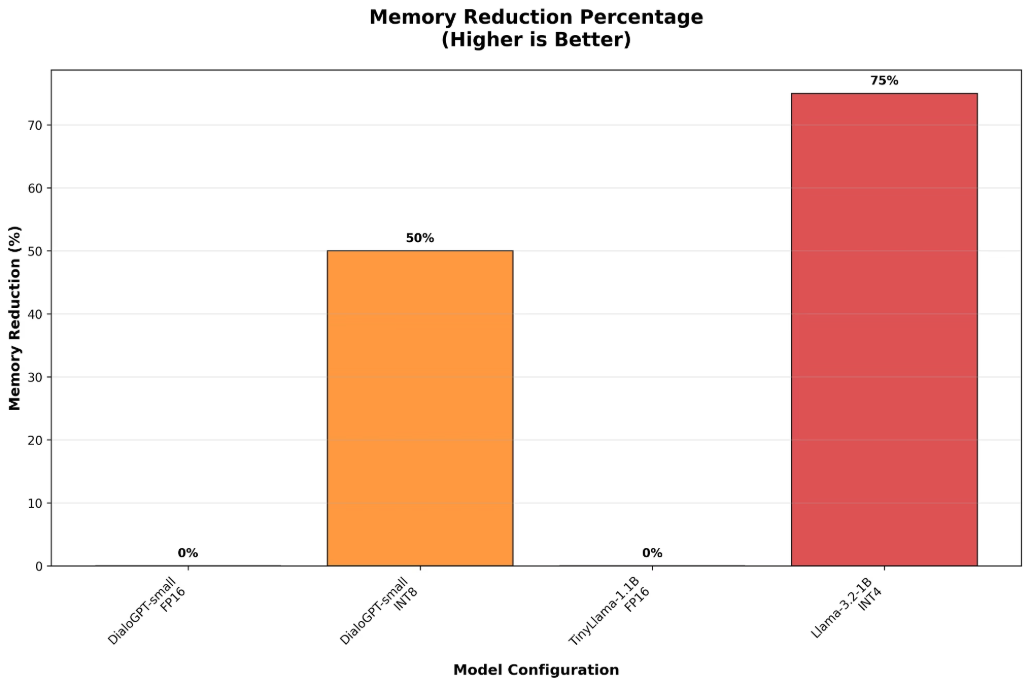 Memory Reduction Percentage
(Higher is Better)
Memory Reduction (%)
70
60
50
40
30
20
10
0
0%
50%
0%
75%
DialoGPT-small
FP16
DialoGPT-small
INT8
TinyLlama-1.1B
FP16
Llama-3.2-1B
INT4
Model Configuration